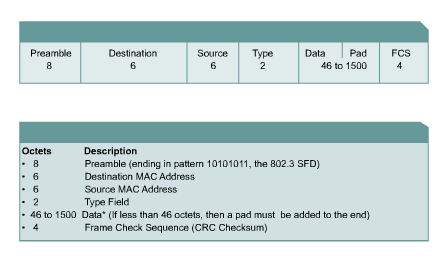 Preamble Destination Source Type Data Pad FCS
8 6 6 2 46 to 1500 4
Octets Description
• 8 Preamble (ending in pattern 10101011, the 802.3 SFD)
• 6 Destination MAC Address
• 6 Source MAC Address
• 2 Type Field
• 46 to 1500 Data* (If less than 46 octets, then a pad must be added to the end)
• 4 Frame Check Sequence (CRC Checksum)